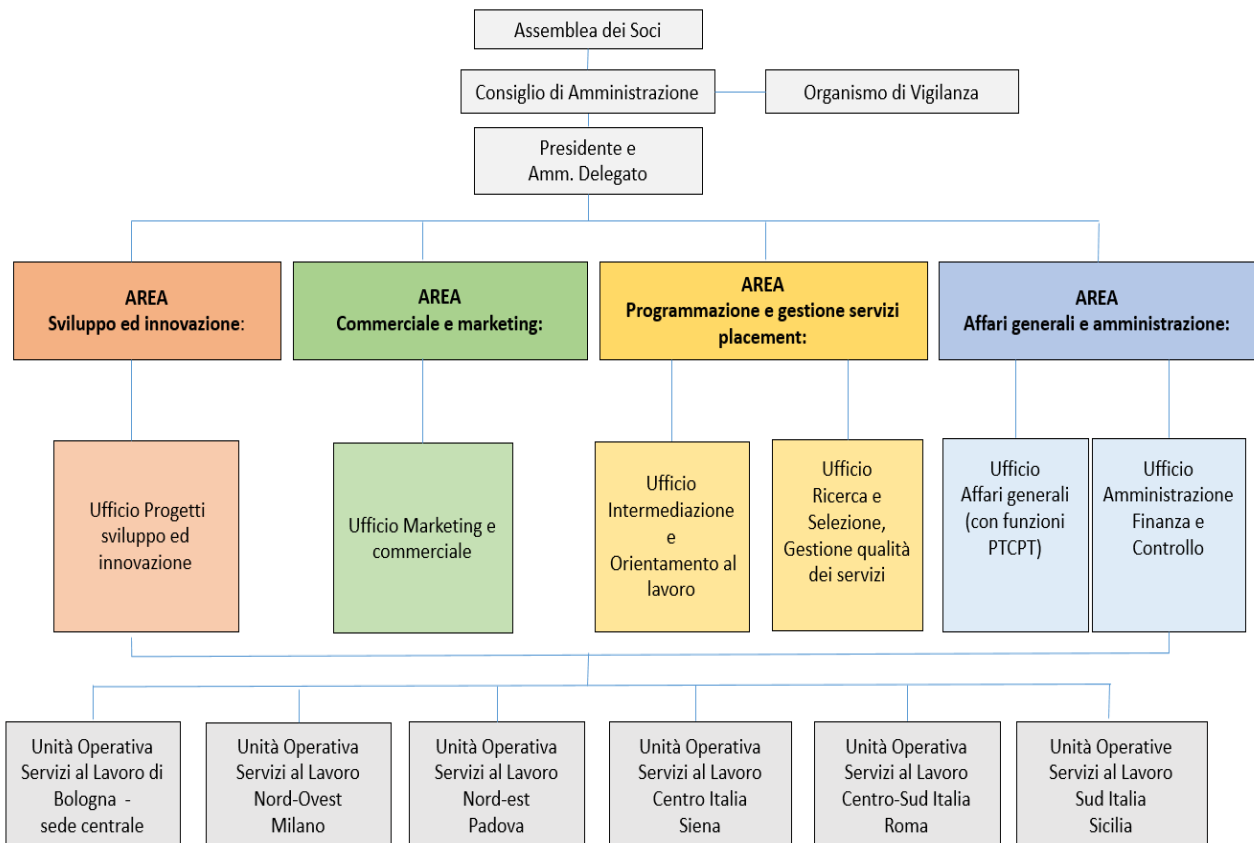 Assemblea dei Soci
Consiglio di Amministrazione
Organismo di Vigilanza
Presidente e
Amm. Delegato
AREA
Sviluppo ed innovazione:
AREA
Commerciale e marketing:
AREA
Programmazione e gestione servizi
placement:
AREA
Affari generali e amministrazione:
Ufficio Progetti
sviluppo ed
innovazione
Ufficio Marketing e
commerciale
Ufficio
Intermediazione
e
Orientamento al
lavoro
Ufficio
Ricerca e
Selezione,
Gestione qualità
dei servizi
Ufficio
Affari generali
(con funzioni
PTCPT)
Ufficio
Amministrazione
Finanza e
Controllo
Unità Operativa
Servizi al Lavoro di
Bologna -
sede centrale
Unità Operativa
Servizi al Lavoro
Nord-Ovest
Milano
Unità Operativa
Servizi al Lavoro
Nord-est
Padova
Unità Operativa
Servizi al Lavoro
Centro Italia
Siena
Unità Operativa
Servizi al Lavoro
Centro-Sud Italia
Roma
Unità Operative
Servizi al Lavoro
Sud Italia
Sicilia